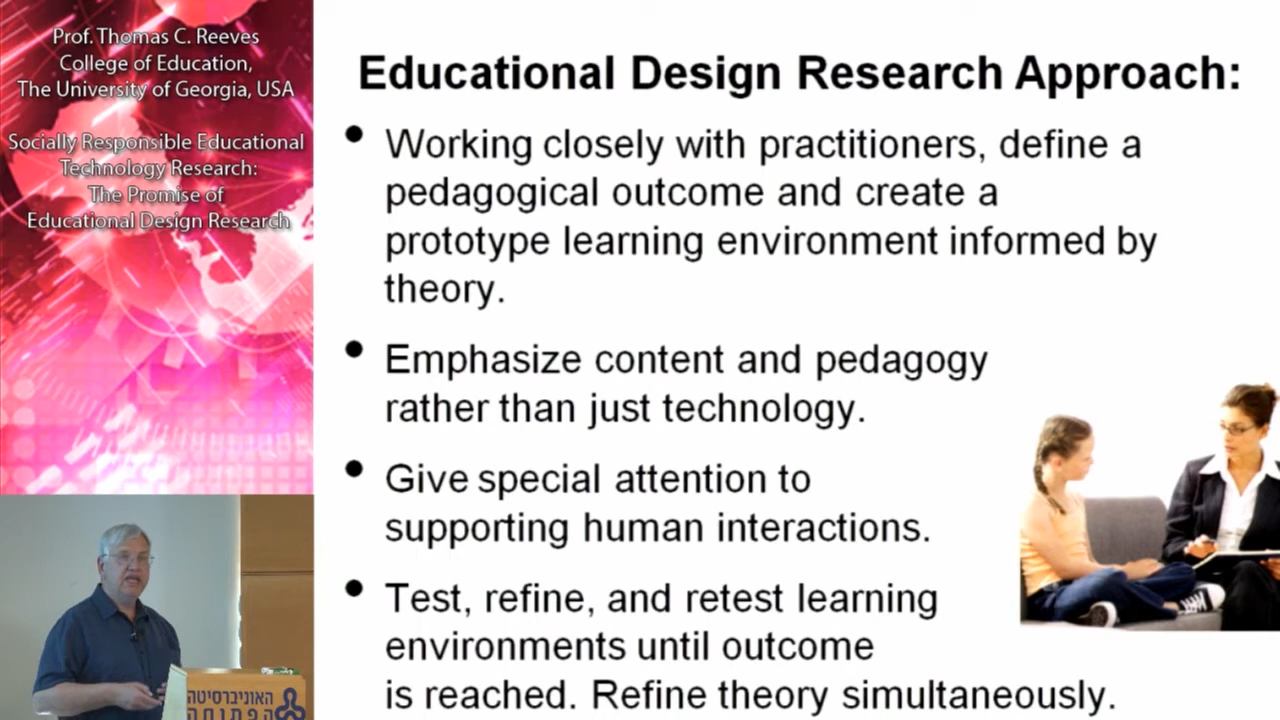 Prof. Thomas C. Reeves
College of Education,
The University of Georgia, USA
Socially Responsible Educational
Technology Research:
The Promise of
Educational Design Research
Educational Design Research Approach:
• Working closely with practitioners, define a
pedagogical outcome and create a
prototype learning environment informed by
theory.
• Emphasize content and pedagogy
rather than just technology.
• Give special attention to
supporting human interactions.
• Test, refine, and retest learning
environments until outcome
is reached. Refine theory simultaneously.
האוניברסיטה
הפתוחה